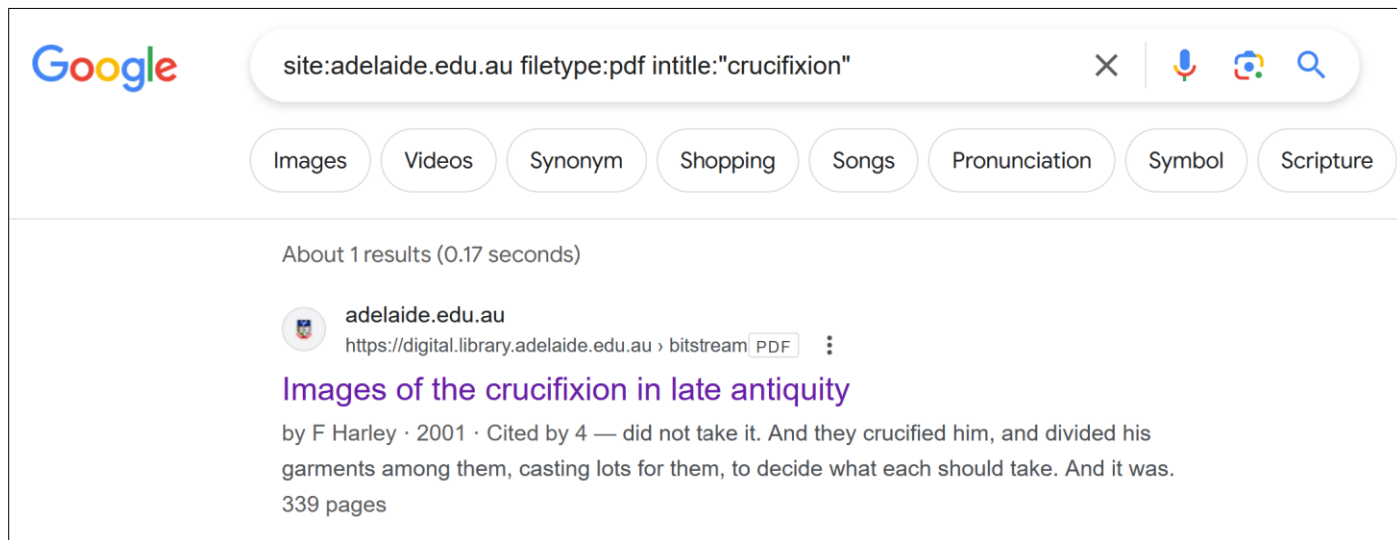 Google
site:adelaide.edu.au filetype:pdf intitle:"crucifixion"
Images Videos Synonym Shopping Songs Pronunciation Symbol Scripture
About 1 results (0.17 seconds)
adelaide.edu.au
https://digital.library.adelaide.edu.au › bitstream PDF
Images of the crucifixion in late antiquity
by F Harley · 2001 · Cited by 4 — did not take it. And they crucified him, and divided his
garments among them, casting lots for them, to decide what each should take. And it was.
339 pages